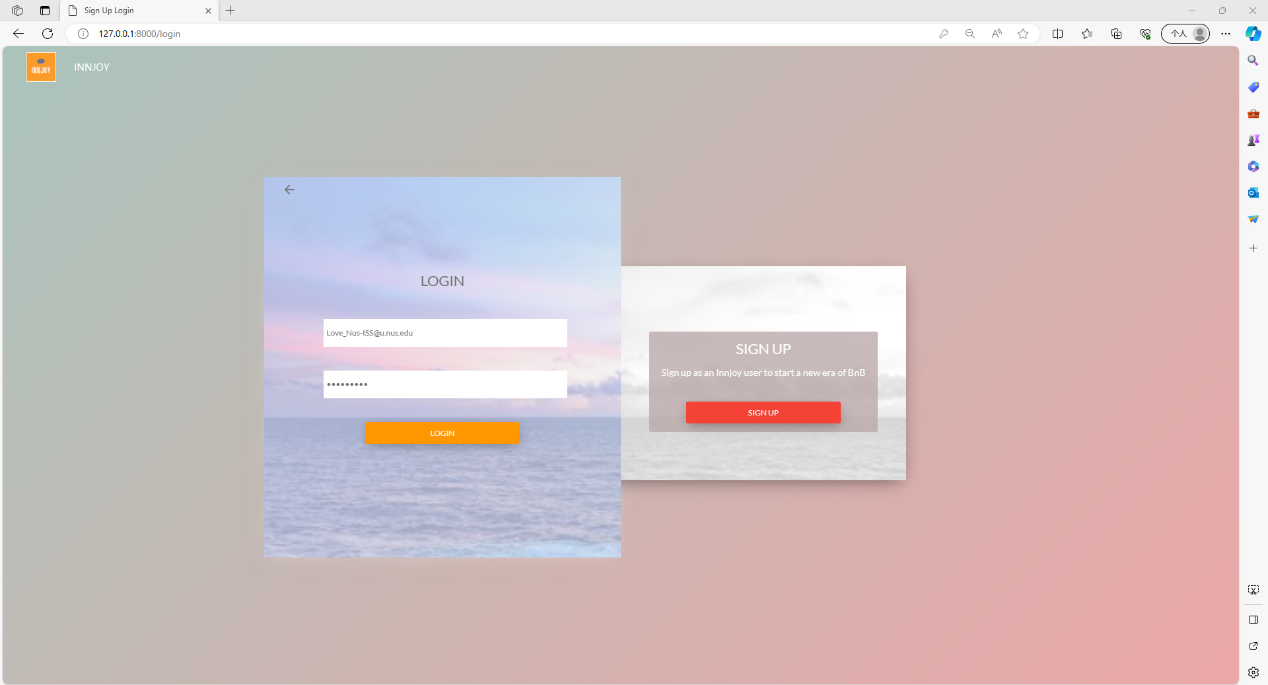 Sign Up Login
127.0.0.1:8000/login
个人
INNJOY
INNJOY
LOGIN
Love_Nus-ISS@u.nus.edu
•••••••••
LOGIN
SIGN UP
Sign up as an Innjoy user to start a new era of BnB
SIGN UP